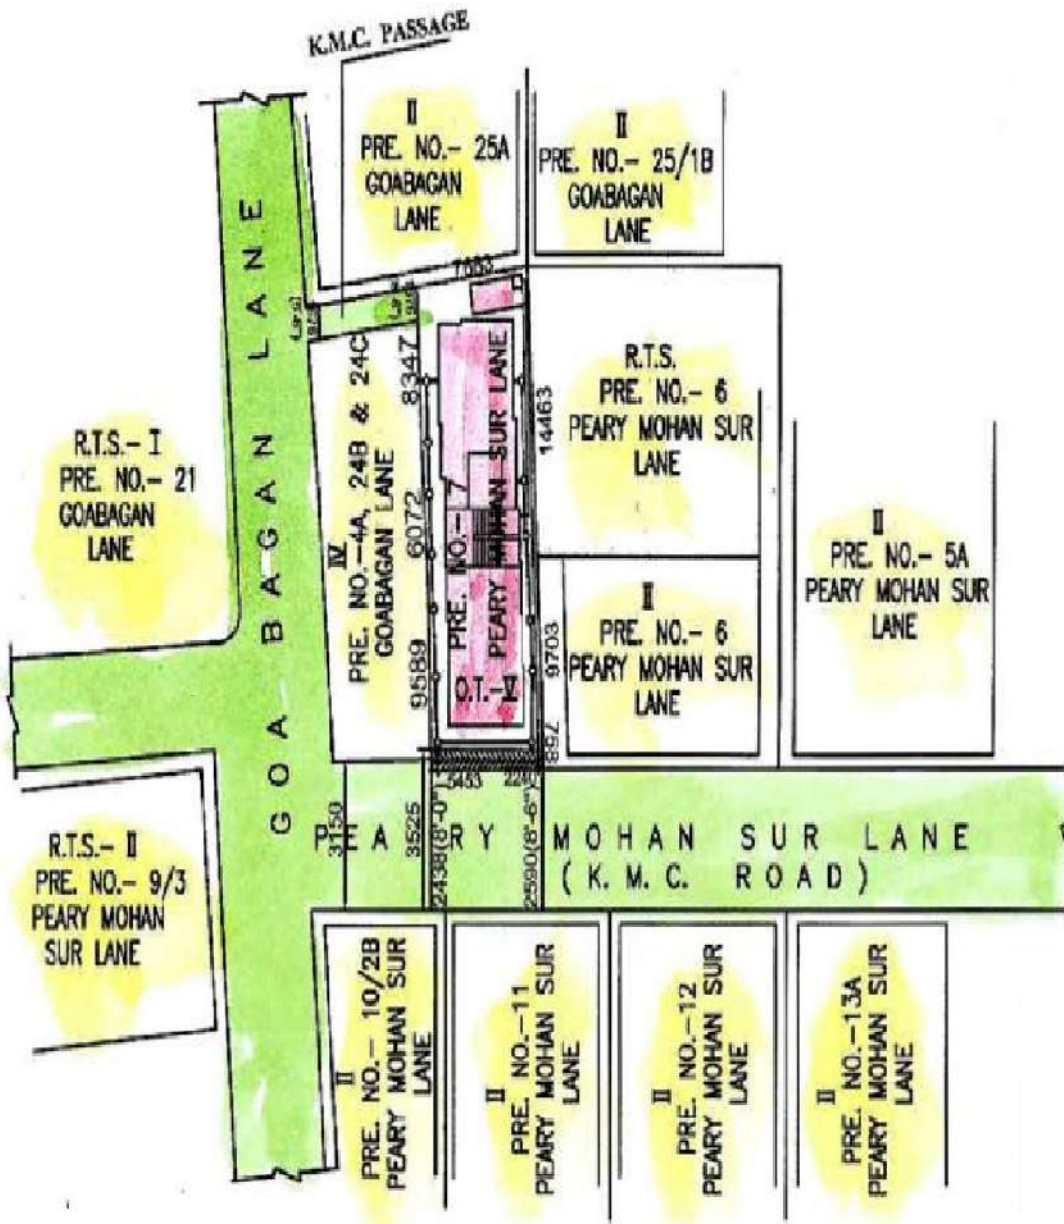 K.M.C. PASSAGE
II
PRE. NO.- 25A
GOABAGAN
LANE
II
PRE. NO.- 25/1B
GOABAGAN
LANE
GOABAGAN LANE
7683
R.T.S.- I
PRE. NO.- 21
GOABAGAN
LANE
IV
PRE. NO.-4A, 24B & 24C
GOABAGAN LANE
8347
6072
9589
PRE. NO.- 7
PEARY MOHAN SUR LANE
O.T.-V
14463
9703
788
R.T.S.
PRE. NO.- 6
PEARY MOHAN SUR
LANE
II
PRE. NO.- 6
PEARY MOHAN SUR
LANE
II
PRE. NO.- 5A
PEARY MOHAN SUR
LANE
5453
3150
3525
2438(8'-0")
2590(8'-6")
PEARY MOHAN SUR LANE
(K. M. C. ROAD)
R.T.S.- II
PRE. NO.- 9/3
PEARY MOHAN
SUR LANE
II
PRE. NO.- 10/2B
PEARY MOHAN SUR
LANE
II
PRE. NO.-11
PEARY MOHAN SUR
LANE
II
PRE. NO.-12
PEARY MOHAN SUR
LANE
II
PRE. NO.-13A
PEARY MOHAN SUR
LANE